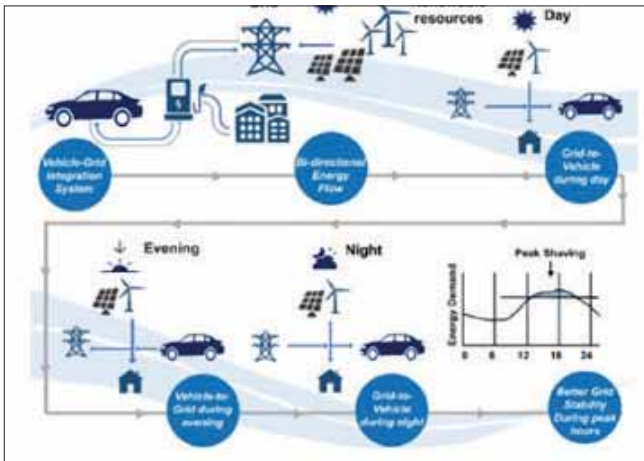 resources
Day
Vehicle-Grid
Integration
System
Bi-directional
Energy
Flow
Grid-to-
Vehicle
during day
Evening
Night
Peak Shaving
Energy Demand
0 6 12 18 24
Vehicle-to-
Grid during
evening
Grid-to-
Vehicle
during night
Better Grid
Stability
During peak
hours